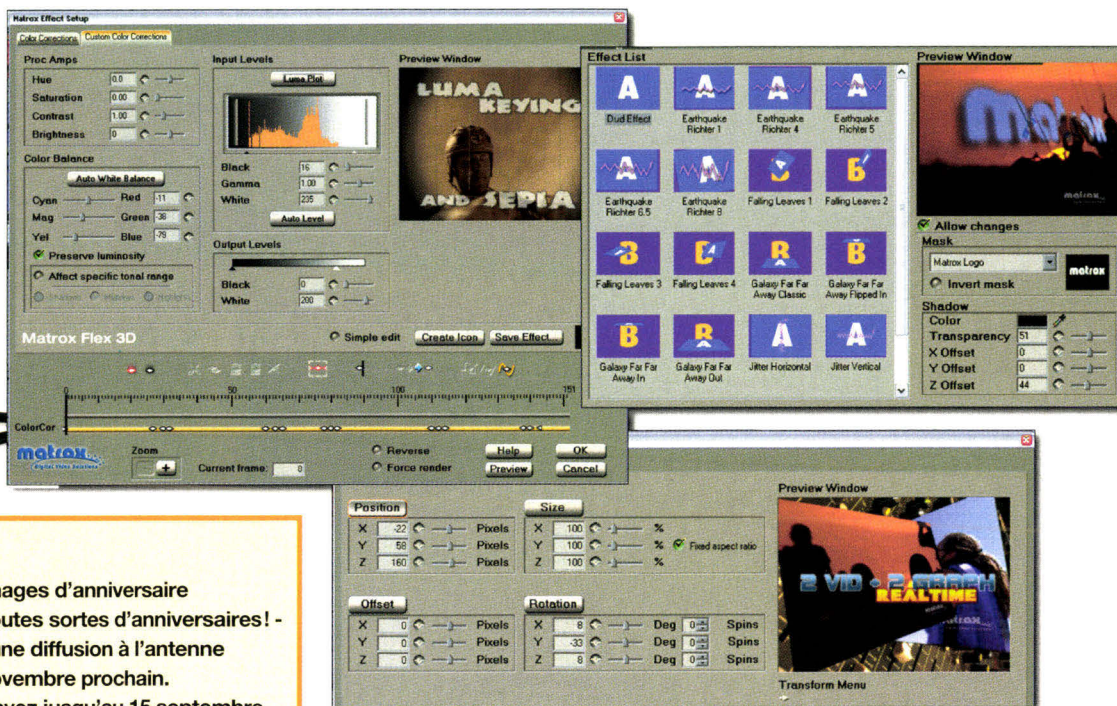 Matrox Effect Setup
Color Corrections Custom Color Corrections
Proc Amps
Hue 0.0
Saturation 0.00
Contrast 1.00
Brightness 0
Color Balance
Auto White Balance
Cyan Red -11
Mag Green -36
Yel Blue -79
Preserve luminosity
Affect specific tonal range
Input Levels
Luma Plot
Black 16
Gamma 1.00
White 235
Auto Level
Output Levels
Black 0
White 200
Preview Window
LUMA
KEYING
AND SEPIA
Matrox Flex 3D
Simple edit Create Icon Save Effect...
0 50 100 151
ColorCor
matrox
Digital Video Solutions
Zoom
+
Current frame: 0
Reverse
Force render
Help OK
Preview Cancel
Effect List
A A A A
Dud Effect Earthquake Richter 1 Earthquake Richter 4 Earthquake Richter 5
A A B B
Earthquake Richter 6.5 Earthquake Richter 8 Falling Leaves 1 Falling Leaves 2
B B B B
Falling Leaves 3 Falling Leaves 4 Galaxy Far Far Away Classic Galaxy Far Far Away Flipped In
B B A A
Galaxy Far Far Away In Galaxy Far Far Away Out Jitter Horizontal Jitter Vertical
Preview Window
Matrox
matrox
Allow changes
Mask
Matrox Logo
matrox
Invert mask
Shadow
Color
Transparency 51
X Offset 0
Y Offset 0
Z Offset 44
Position
X -22 Pixels
Y 58 Pixels
Z 160 Pixels
Size
X 100 %
Y 100 % Fixed aspect ratio
Z 100 %
Offset
X 0 Pixels
Y 0 Pixels
Z 0 Pixels
Rotation
X 8 Deg 0 Spins
Y -33 Deg 0 Spins
Z 8 Deg 0 Spins
Preview Window
2 VID + 2 GRAPH
REALTIME
matrox
Transform Menu
nages d'anniversaire
outes sortes d'anniversaires! -
une diffusion à l'antenne
ovembre prochain.
avez jusqu'au 15 septembre